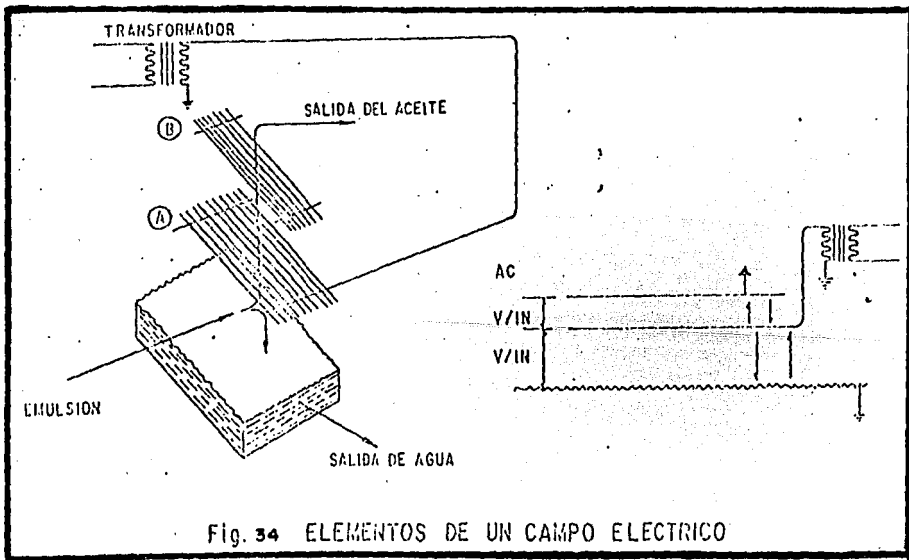 TRANSFORMADOR
SALIDA DEL ACEITE
B
A
AC
V/IN
V/IN
EMULSION
SALIDA DE AGUA
Fig. 34 ELEMENTOS DE UN CAMPO ELECTRICO